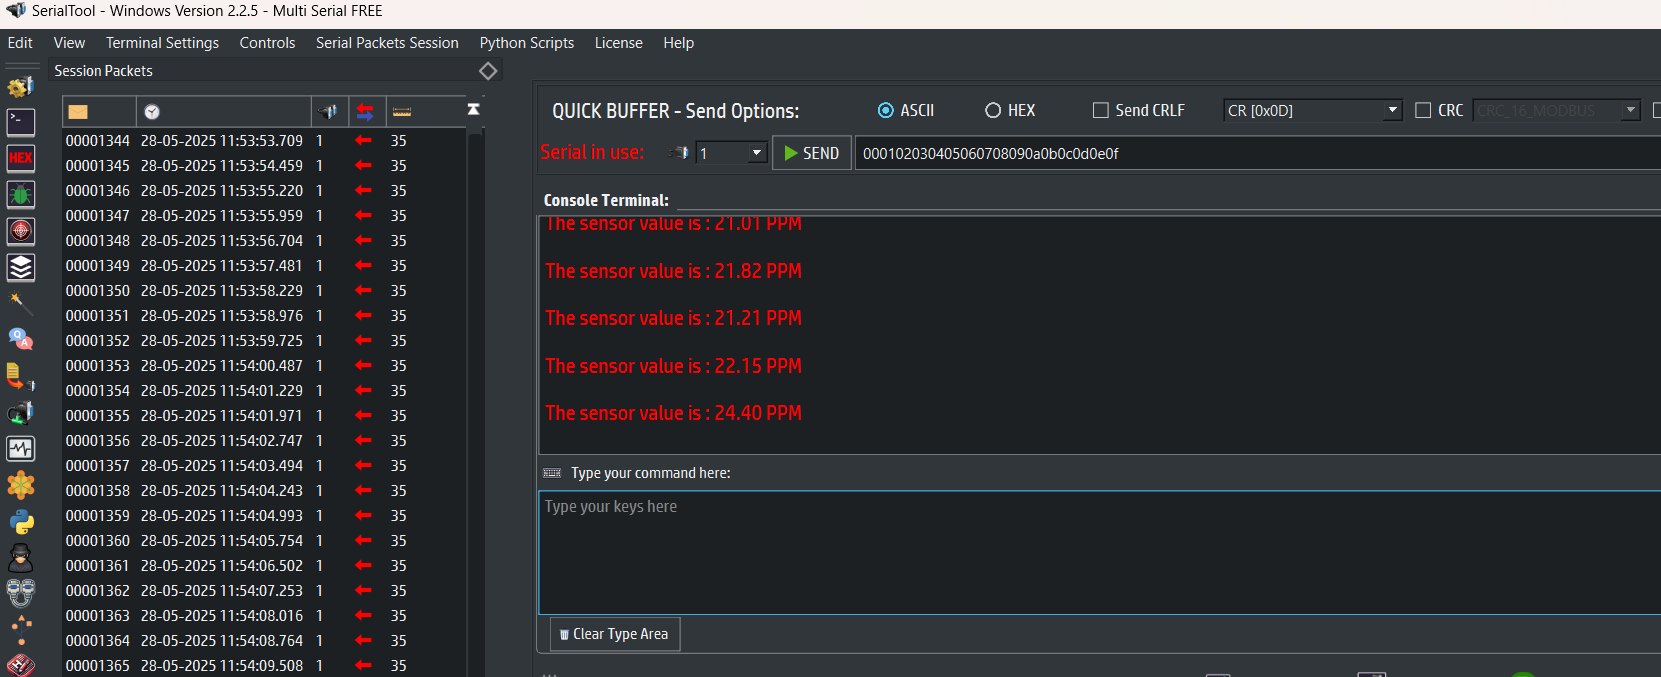 SerialTool - Windows Version 2.2.5 - Multi Serial FREE
Edit View Terminal Settings Controls Serial Packets Session Python Scripts License Help
Session Packets
00001344 28-05-2025 11:53:53.709 1 35
00001345 28-05-2025 11:53:54.459 1 35
00001346 28-05-2025 11:53:55.220 1 35
00001347 28-05-2025 11:53:55.959 1 35
00001348 28-05-2025 11:53:56.704 1 35
00001349 28-05-2025 11:53:57.481 1 35
00001350 28-05-2025 11:53:58.229 1 35
00001351 28-05-2025 11:53:58.976 1 35
00001352 28-05-2025 11:53:59.725 1 35
00001353 28-05-2025 11:54:00.487 1 35
00001354 28-05-2025 11:54:01.229 1 35
00001355 28-05-2025 11:54:01.971 1 35
00001356 28-05-2025 11:54:02.747 1 35
00001357 28-05-2025 11:54:03.494 1 35
00001358 28-05-2025 11:54:04.243 1 35
00001359 28-05-2025 11:54:04.993 1 35
00001360 28-05-2025 11:54:05.754 1 35
00001361 28-05-2025 11:54:06.502 1 35
00001362 28-05-2025 11:54:07.253 1 35
00001363 28-05-2025 11:54:08.016 1 35
00001364 28-05-2025 11:54:08.764 1 35
00001365 28-05-2025 11:54:09.508 1 35
HEX
QA
QUICK BUFFER - Send Options: ASCII HEX Send CRLF CR [0x0D] CRC CRC_16_MODBUS
Serial in use: 1 SEND 000102030405060708090a0b0c0d0e0f
Console Terminal:
The sensor value is : 21.01 PPM
The sensor value is : 21.82 PPM
The sensor value is : 21.21 PPM
The sensor value is : 22.15 PPM
The sensor value is : 24.40 PPM
Type your command here:
Type your keys here
Clear Type Area